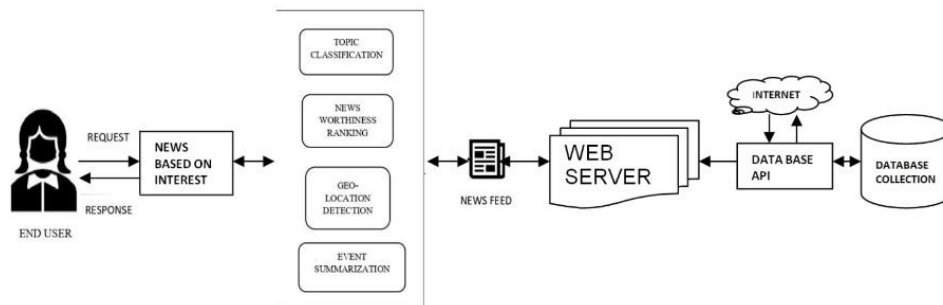 REQUEST
RESPONSE
END USER
NEWS
BASED ON
INTEREST
TOPIC
CLASSIFICATION
NEWS
WORTHINESS
RANKING
GEO-
LOCATION
DETECTION
EVENT
SUMMARIZATION
NEWS FEED
WEB
SERVER
INTERNET
DATA BASE
API
DATABASE
COLLECTION